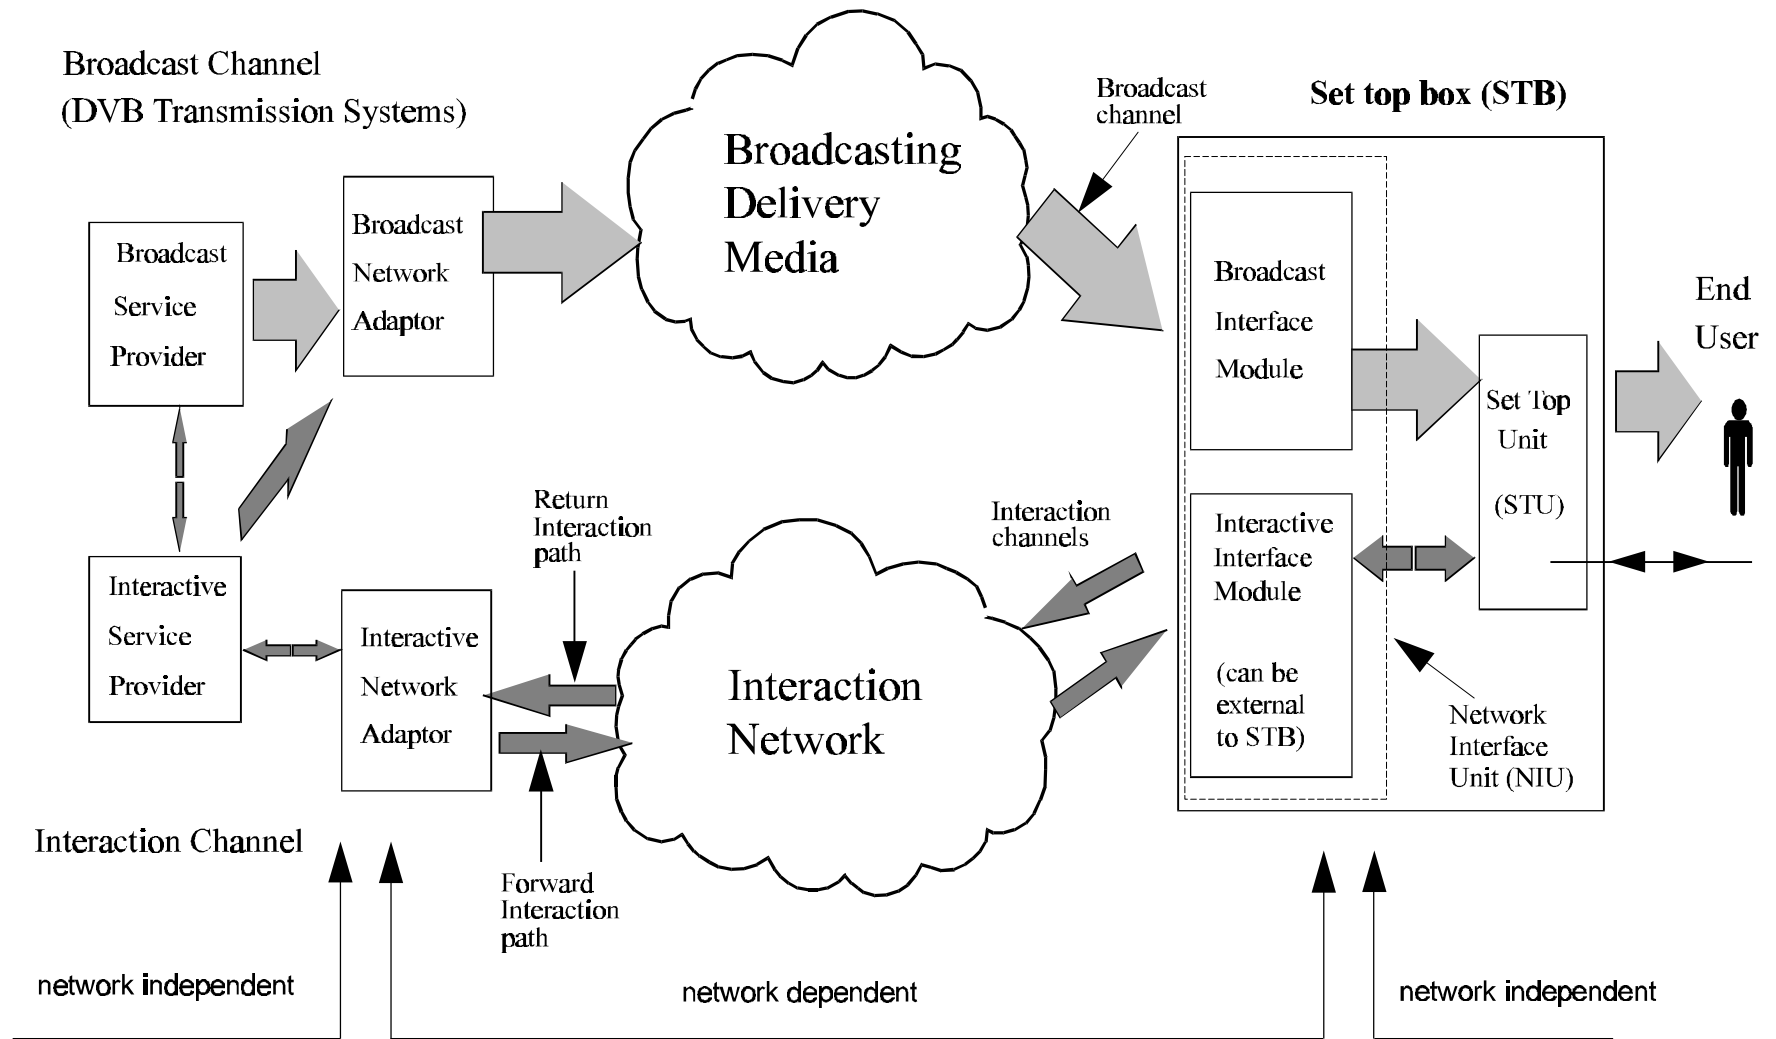 Broadcast Channel
(DVB Transmission Systems)
Broadcast
Service
Provider
Broadcast
Network
Adaptor
Broadcasting
Delivery
Media
Broadcast
channel
Set top box (STB)
Broadcast
Interface
Module
Set Top
Unit
(STU)
End
User
Interactive
Service
Provider
Interactive
Network
Adaptor
Return
Interaction
path
Forward
Interaction
path
Interaction
Network
Interaction
channels
Interactive
Interface
Module
(can be
external
to STB)
Network
Interface
Unit (NIU)
Interaction Channel
network independent
network dependent
network independent